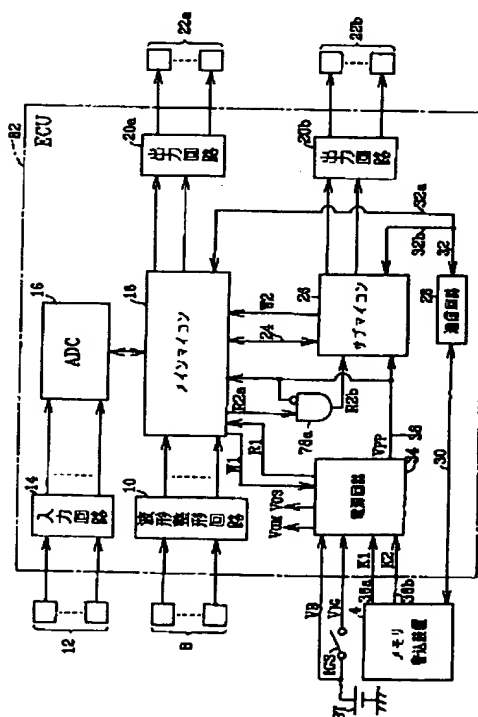 82
ECU
22a
22b
20a
出力回路
20b
出力回路
16
ADC
18
メインマイコン
26
サブマイコン
14
入力回路
10
波形整形回路
12
8
24
W2
R2a
R2b
76a
W1
R1
VOM
VOS
34
電源回路
VPP
38
32a
32b
32
28
通信回路
30
VB
VIG
IGS
BT
K1
K2
36a
36b
4
メモリ書込装置